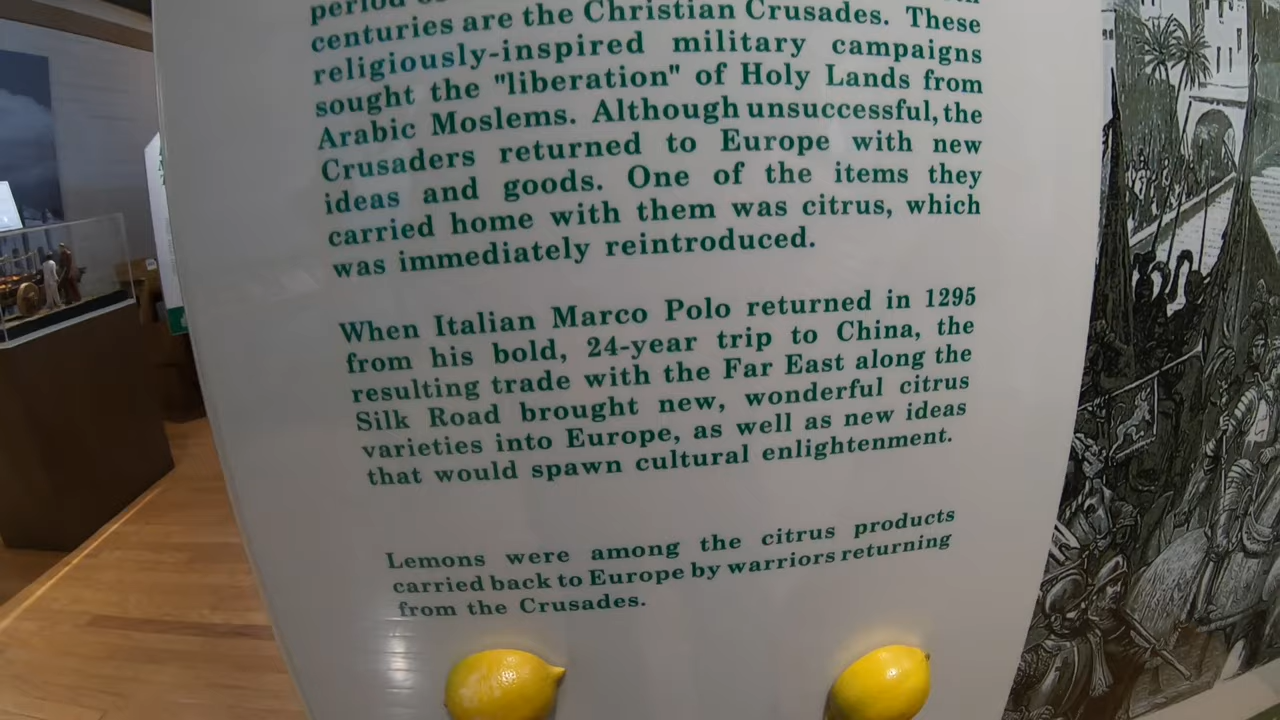 period
centuries are the Christian Crusades. These
religiously-inspired military campaigns
sought the "liberation" of Holy Lands from
Arabic Moslems. Although unsuccessful, the
Crusaders returned to Europe with new
ideas and goods. One of the items they
carried home with them was citrus, which
was immediately reintroduced.
When Italian Marco Polo returned in 1295
from his bold, 24-year trip to China, the
resulting trade with the Far East along the
Silk Road brought new, wonderful citrus
varieties into Europe, as well as new ideas
that would spawn cultural enlightenment.
Lemons were among the citrus products
carried back to Europe by warriors returning
from the Crusades.